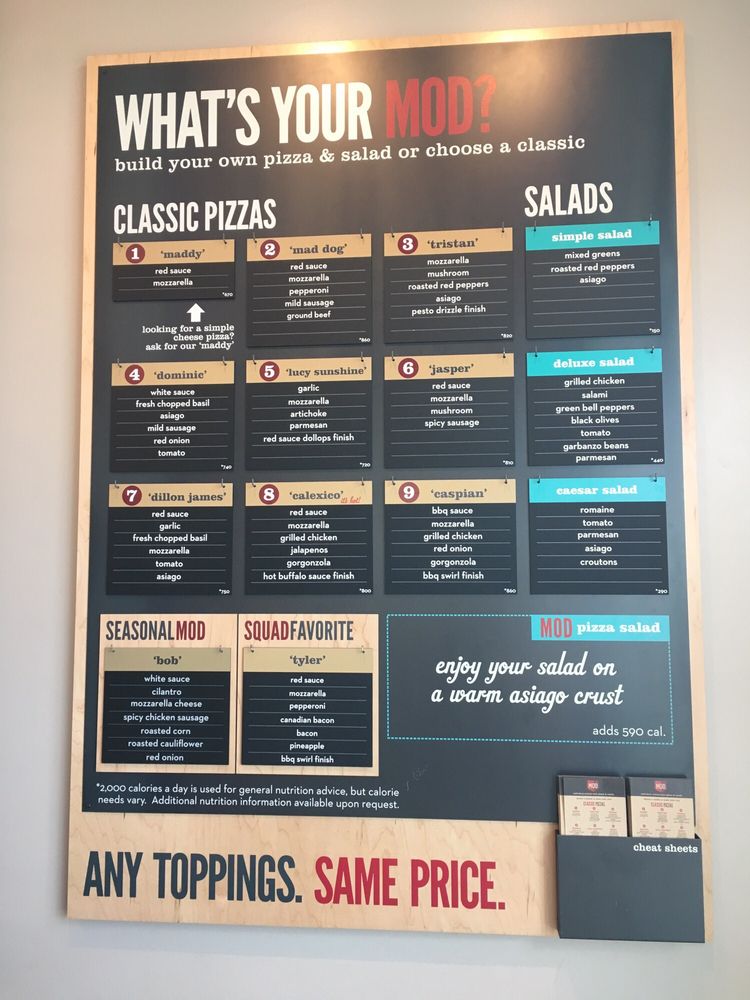 WHAT'S YOUR MOD?
build your own pizza & salad or choose a classic
CLASSIC PIZZAS
1 'maddy'
red sauce
mozzarella
*670
looking for a simple
cheese pizza?
ask for our 'maddy'
2 'mad dog'
red sauce
mozzarella
pepperoni
mild sausage
ground beef
*860
3 'tristan'
mozzarella
mushroom
roasted red peppers
asiago
pesto drizzle finish
*820
4 'dominic'
white sauce
fresh chopped basil
asiago
mild sausage
red onion
tomato
*740
5 'lucy sunshine'
garlic
mozzarella
artichoke
parmesan
red sauce dollops finish
*720
6 'jasper'
red sauce
mozzarella
mushroom
spicy sausage
*810
7 'dillon james'
red sauce
garlic
fresh chopped basil
mozzarella
tomato
asiago
*750
8 'calexico' it's hot!
red sauce
mozzarella
grilled chicken
jalapenos
gorgonzola
hot buffalo sauce finish
*800
9 'caspian'
bbq sauce
mozzarella
grilled chicken
red onion
gorgonzola
bbq swirl finish
*860
SALADS
simple salad
mixed greens
roasted red peppers
asiago
*150
deluxe salad
grilled chicken
salami
green bell peppers
black olives
tomato
garbanzo beans
parmesan
*440
caesar salad
romaine
tomato
parmesan
asiago
croutons
*290
SEASONALMOD
'bob'
white sauce
cilantro
mozzarella cheese
spicy chicken sausage
roasted corn
roasted cauliflower
red onion
SQUADFAVORITE
'tyler'
red sauce
mozzarella
pepperoni
canadian bacon
bacon
pineapple
bbq swirl finish
MOD pizza salad
enjoy your salad on
a warm asiago crust
adds 590 cal.
*2,000 calories a day is used for general nutrition advice, but calorie
needs vary. Additional nutrition information available upon request.
MOD
CLASSIC PIZZAS
MOD
CLASSIC PIZZAS
cheat sheets
ANY TOPPINGS. SAME PRICE.